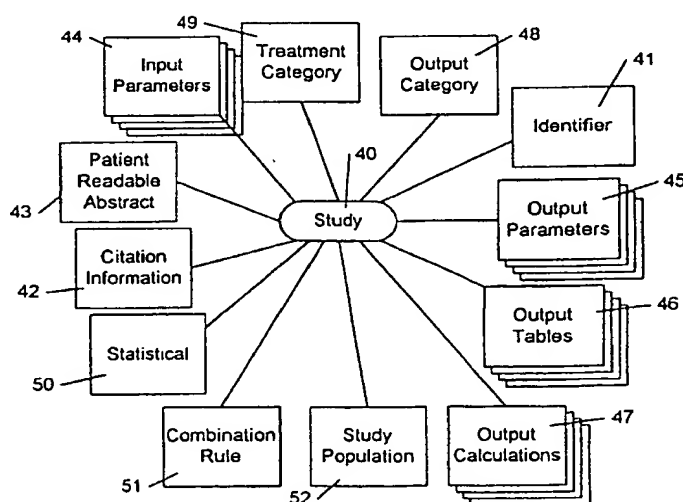 49
44
Treatment
Category
Output
Category
48
41
Input
Parameters
Identifier
40
Patient
Readable
Abstract
43
45
Study
Output
Parameters
Citation
Information
42
46
Output
Tables
Statistical
50
47
Combination
Rule
Study
Population
Output
Calculations
51
52